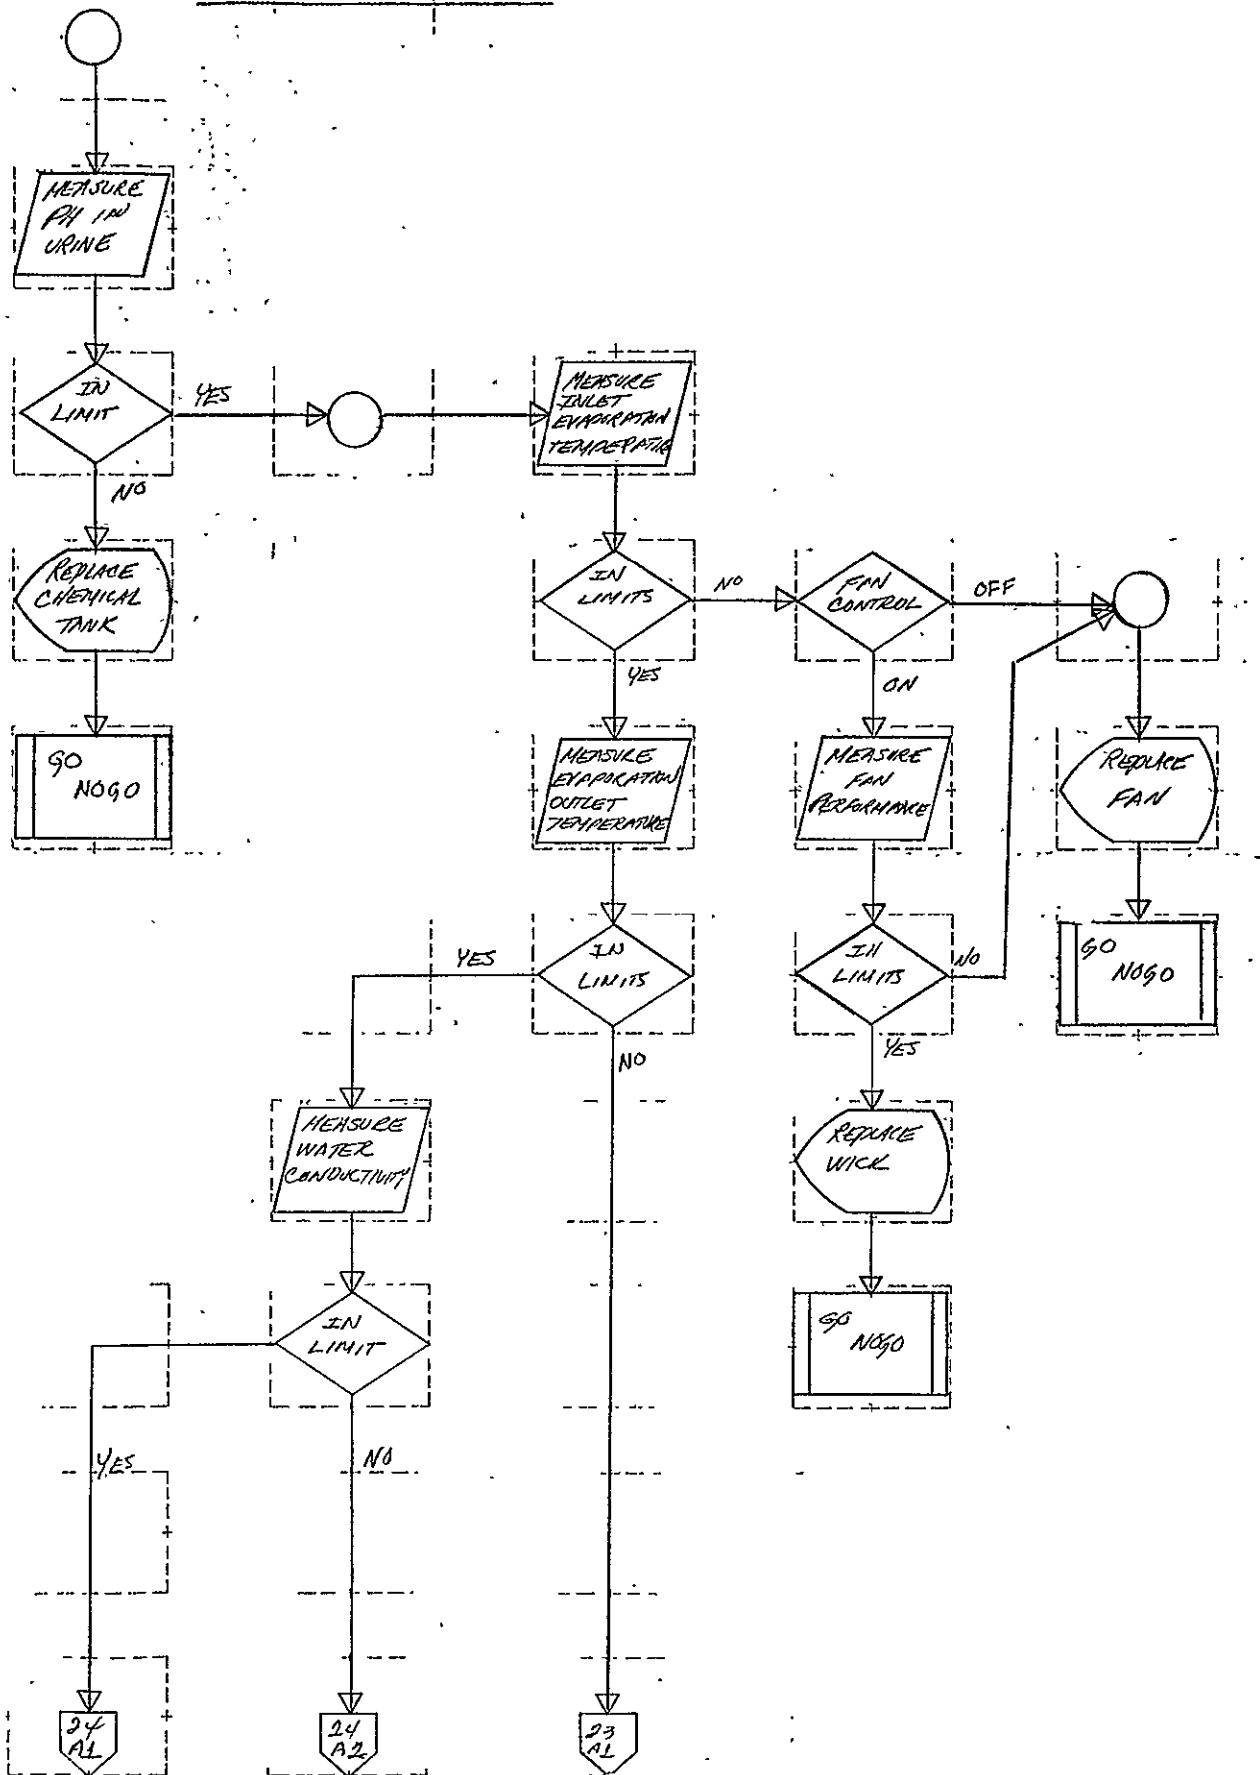 MEASURE
PH IN
URINE
IN
LIMIT
YES
NO
REPLACE
CHEMICAL
TANK
GO
NOGO
MEASURE
INLET
EVAPORATION
TEMPERATURE
IN
LIMITS
NO
YES
FAN
CONTROL
OFF
ON
MEASURE
EVAPORATION
OUTLET
TEMPERATURE
MEASURE
FAN
PERFORMANCE
REPLACE
FAN
GO
NOGO
IN
LIMITS
YES
NO
IN
LIMITS
NO
YES
MEASURE
WATER
CONDUCTIVITY
REPLACE
WICK
GO
NOGO
IN
LIMIT
YES
NO
24
A1
24
A2
23
A1